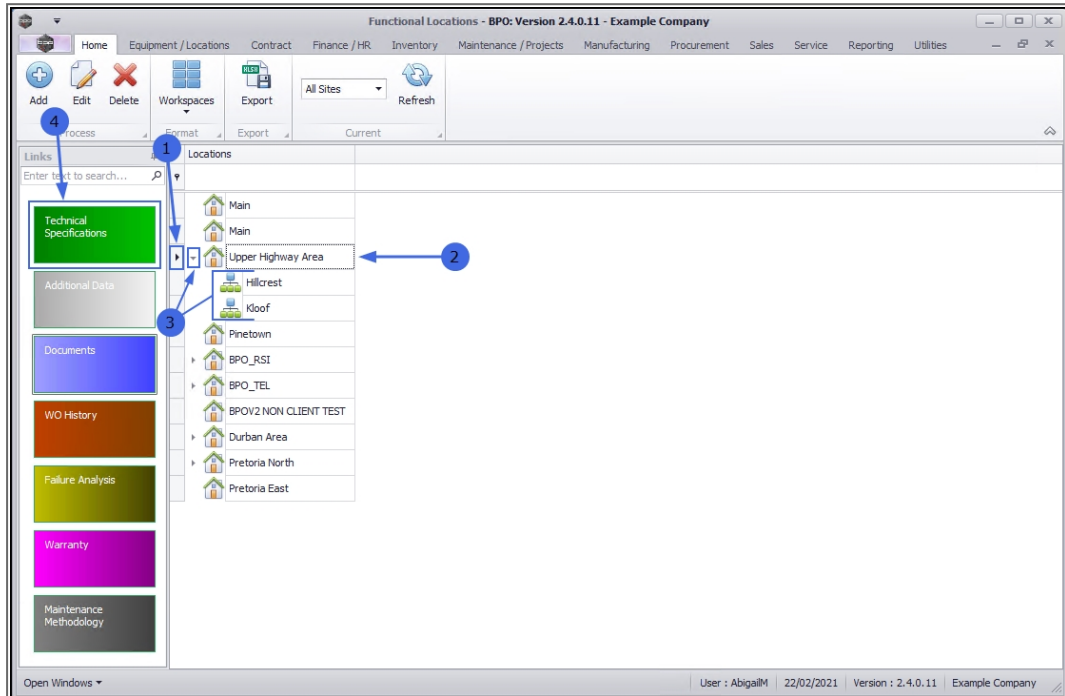 Functional Locations - BPO: Version 2.4.0.11 - Example Company
Home Equipment / Locations Contract Finance / HR Inventory Maintenance / Projects Manufacturing Procurement Sales Service Reporting Utilities
Add Edit Delete Workspaces Export All Sites Refresh
Format Export Current
4
1
Links Locations
Enter text to search...
Technical
Specifications
Main
Main
Upper Highway Area
2
Additional Data
Hillcrest
Kloof
3
Documents
Pinetown
BPO_RSI
BPO_TEL
WO History
BPOV2 NON CLIENT TEST
Durban Area
Pretoria North
Failure Analysis
Pretoria East
Warranty
Maintenance
Methodology
Open Windows User : AbigailM 22/02/2021 Version : 2.4.0.11 Example Company